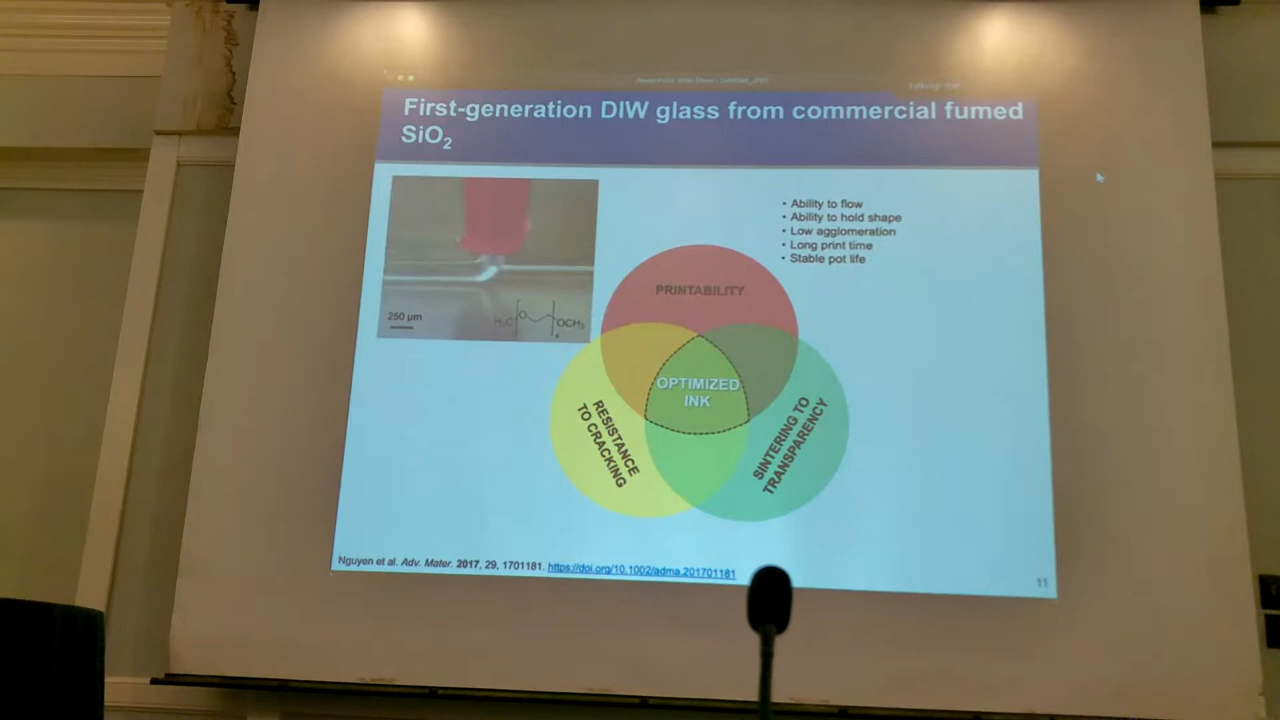 First-generation DIW glass from commercial fumed
SiO2
• Ability to flow
• Ability to hold shape
• Low agglomeration
• Long print time
• Stable pot life
250 µm
H3C
O
OCH3
PRINTABILITY
OPTIMIZED
INK
RESISTANCE
TO CRACKING
SINTERING TO
TRANSPARENCY
Nguyen et al. Adv. Mater. 2017, 29, 1701181. https://doi.org/10.1002/adma.201701181
11